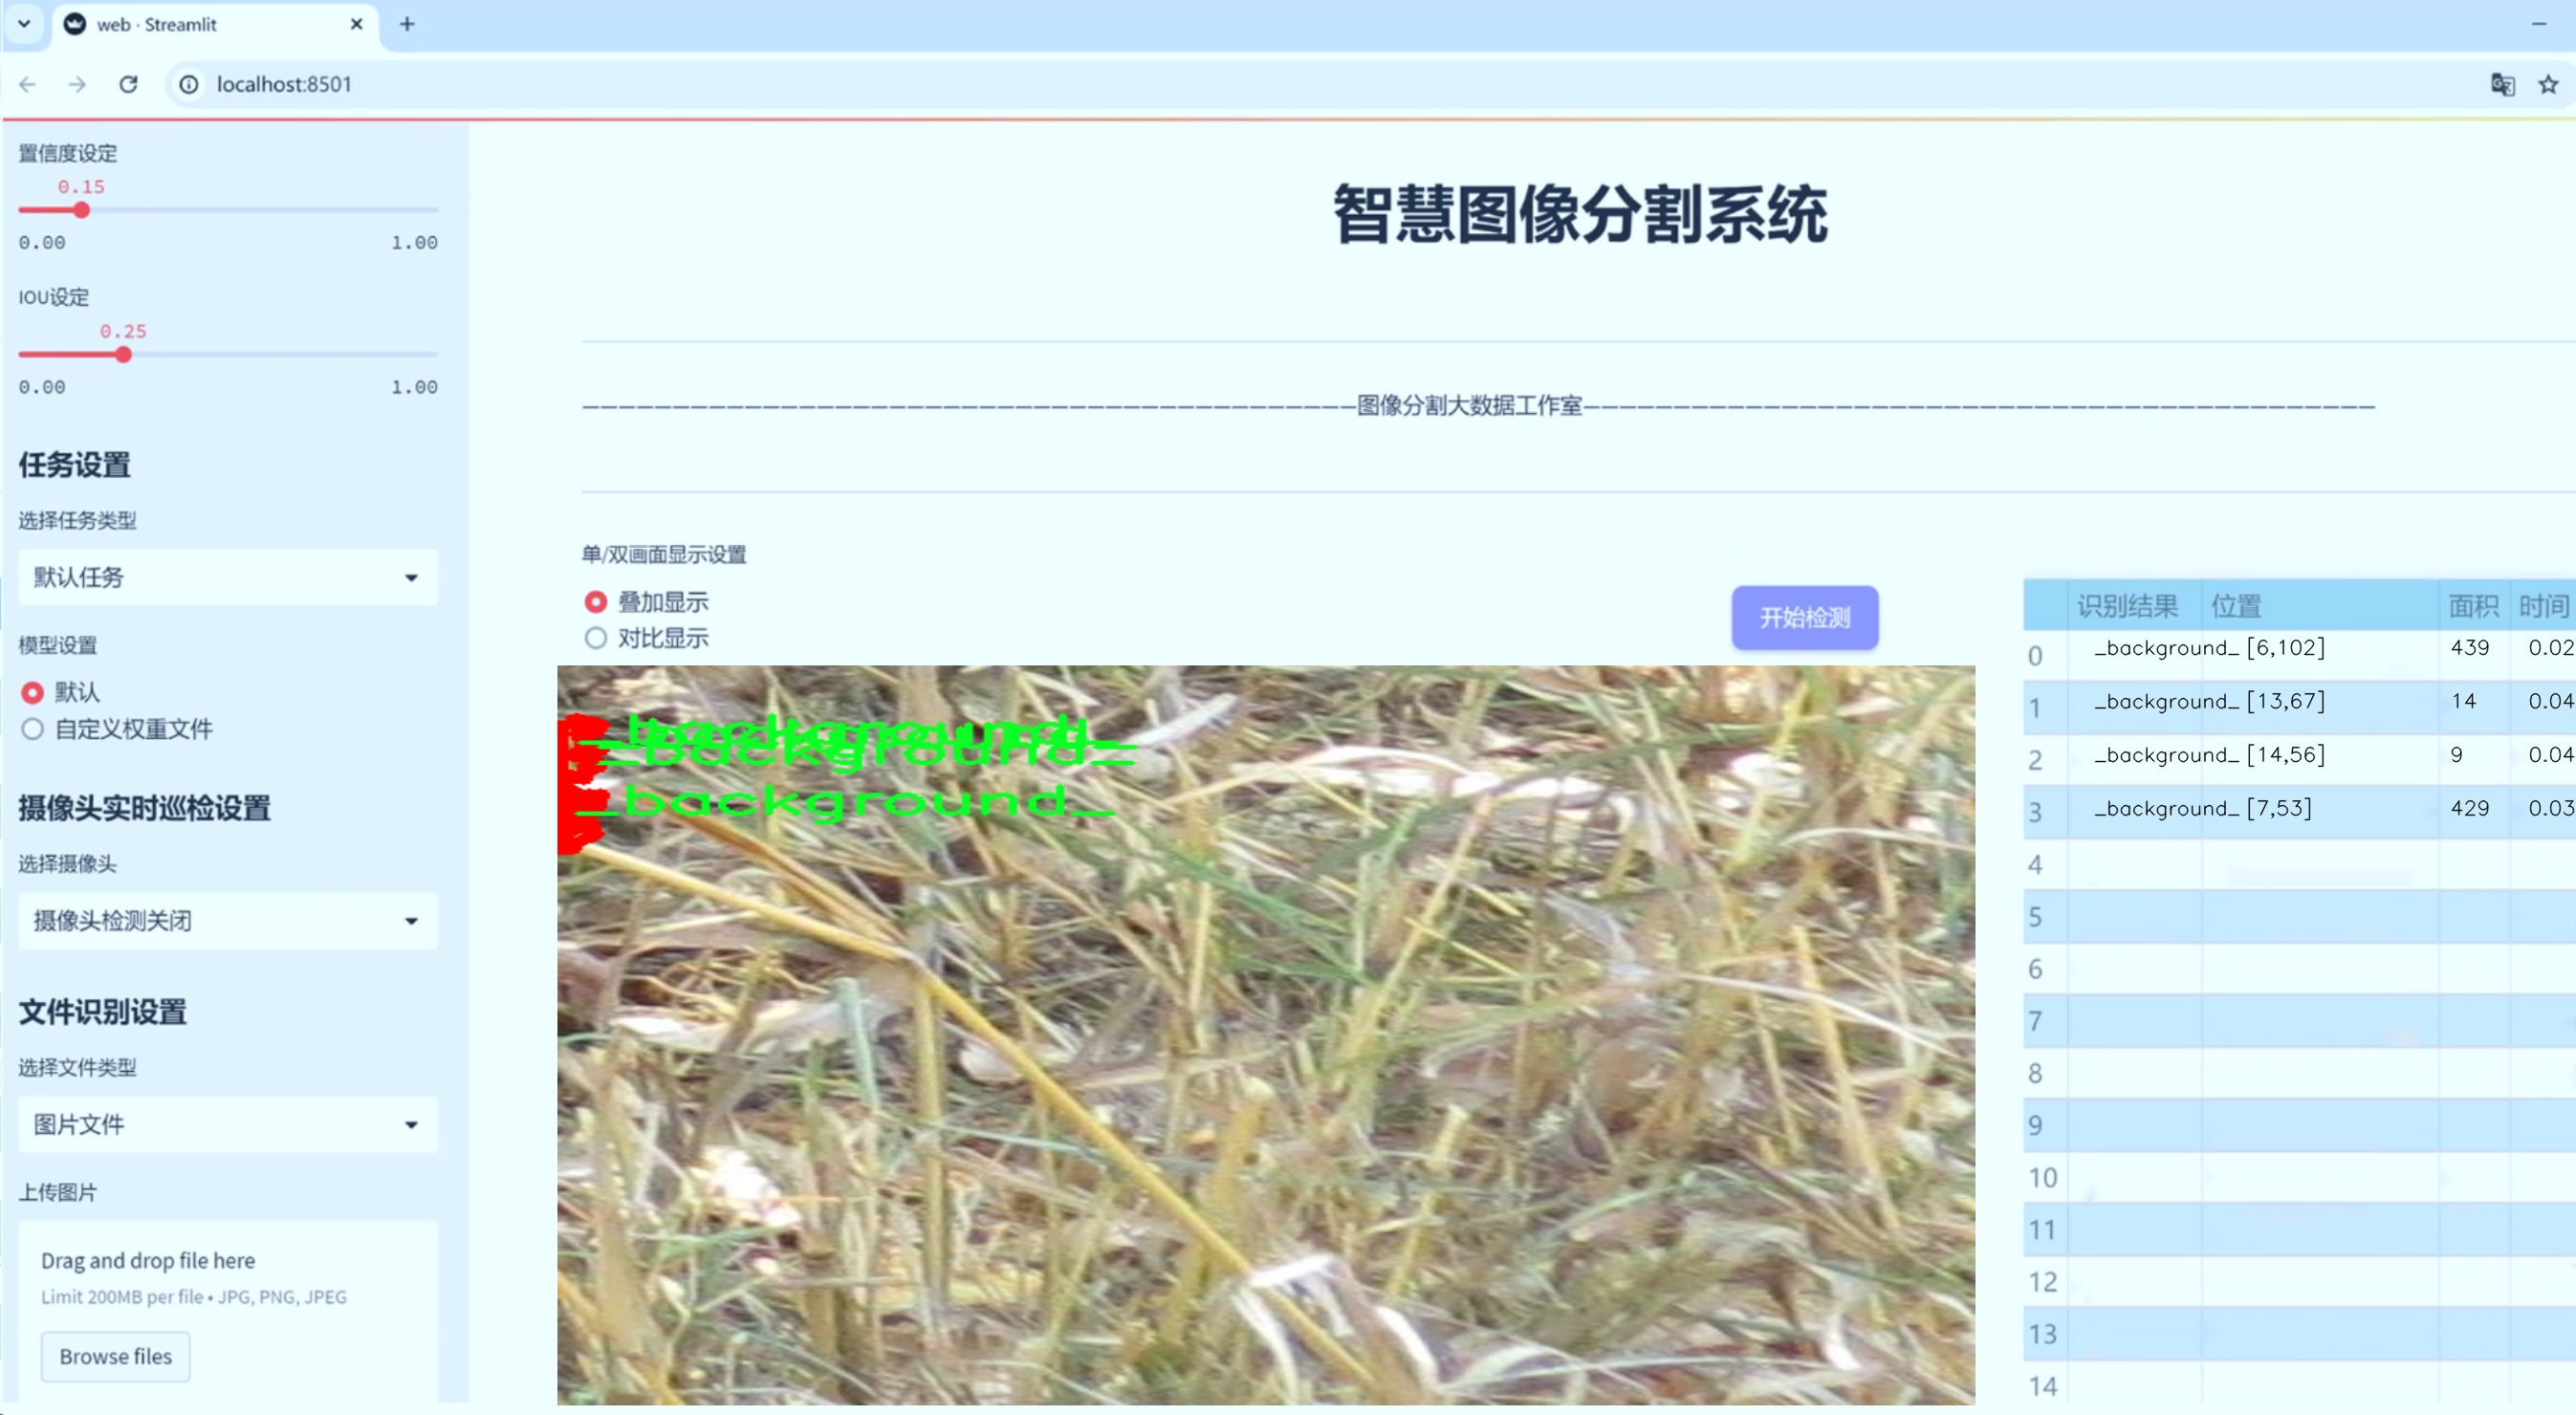 web · Streamlit
localhost:8501
置信度设定
0.15
0.00 1.00
IOU设定
0.25
0.00 1.00
任务设置
选择任务类型
默认任务
模型设置
默认
自定义权重文件
摄像头实时巡检设置
选择摄像头
摄像头检测关闭
文件识别设置
选择文件类型
图片文件
上传图片
Drag and drop file here
Limit 200MB per file • JPG, PNG, JPEG
Browse files
智慧图像分割系统
图像分割大数据工作室
单/双画面显示设置
叠加显示
对比显示
开始检测
_background_
_background_
识别结果 位置 面积 时间
0 _background_ [6,102] 439 0.02
1 _background_ [13,67] 14 0.04
2 _background_ [14,56] 9 0.04
3 _background_ [7,53] 429 0.03
4
5
6
7
8
9
10
11
12
13
14